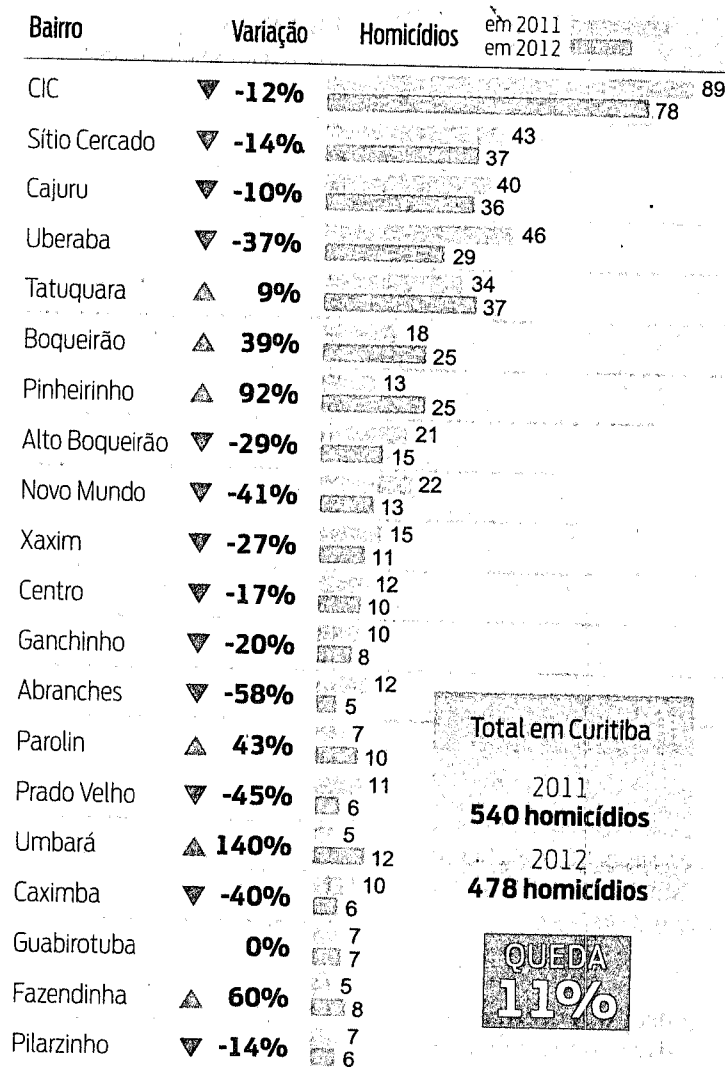 Bairro Variação Homicídios em 2011
em 2012
CIC ▼ -12% 89
78
Sítio Cercado ▼ -14% 43
37
Cajuru ▼ -10% 40
36
Uberaba ▼ -37% 46
29
Tatuquara ▲ 9% 34
37
Boqueirão ▲ 39% 18
25
Pinheirinho ▲ 92% 13
25
Alto Boqueirão ▼ -29% 21
15
Novo Mundo ▼ -41% 22
13
Xaxim ▼ -27% 15
11
Centro ▼ -17% 12
10
Ganchinho ▼ -20% 10
8
Abranches ▼ -58% 12
5
Parolin ▲ 43% 7
10
Prado Velho ▼ -45% 11
6
Umbará ▲ 140% 5
12
Caximba ▼ -40% 10
6
Guabirotuba 0% 7
7
Fazendinha ▲ 60% 5
8
Pilarzinho ▼ -14% 7
6
Total em Curitiba
2011
540 homicídios
2012
478 homicídios
QUEDA
11%